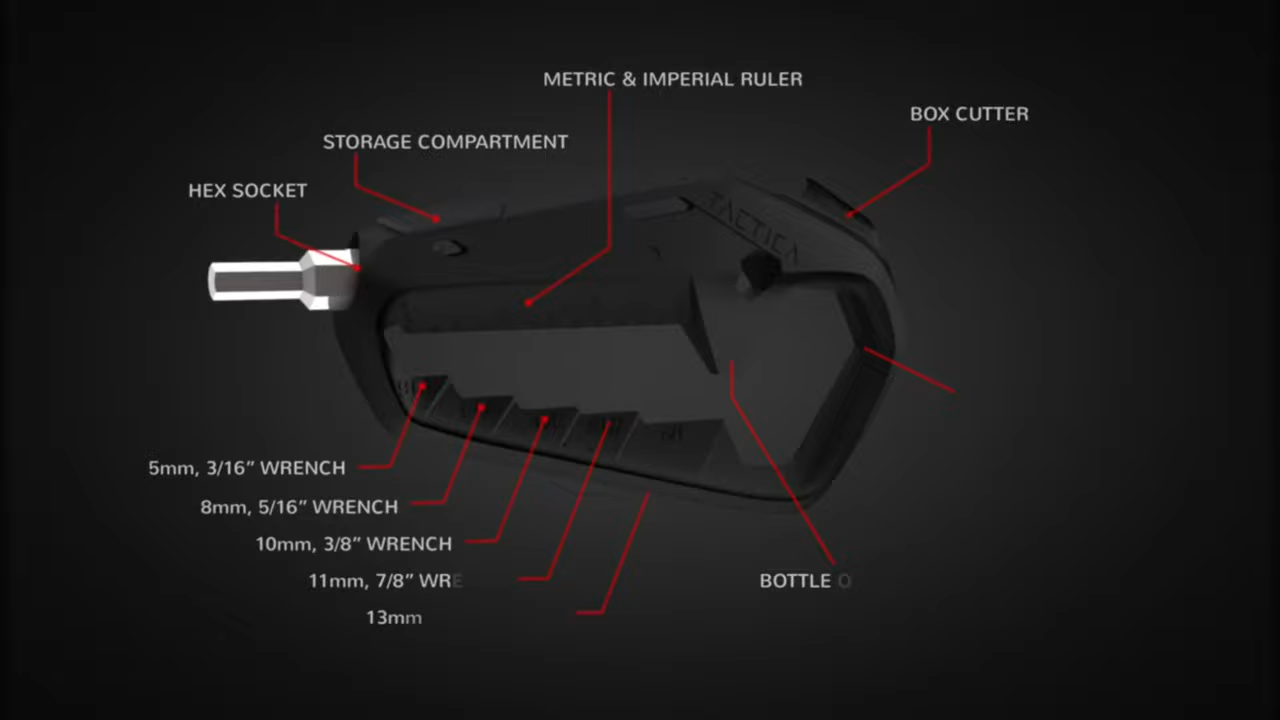 METRIC & IMPERIAL RULER
BOX CUTTER
STORAGE COMPARTMENT
HEX SOCKET
TACTICA
5mm, 3/16” WRENCH
8mm, 5/16” WRENCH
10mm, 3/8” WRENCH
11mm, 7/8” WRE
BOTTLE O
13mm